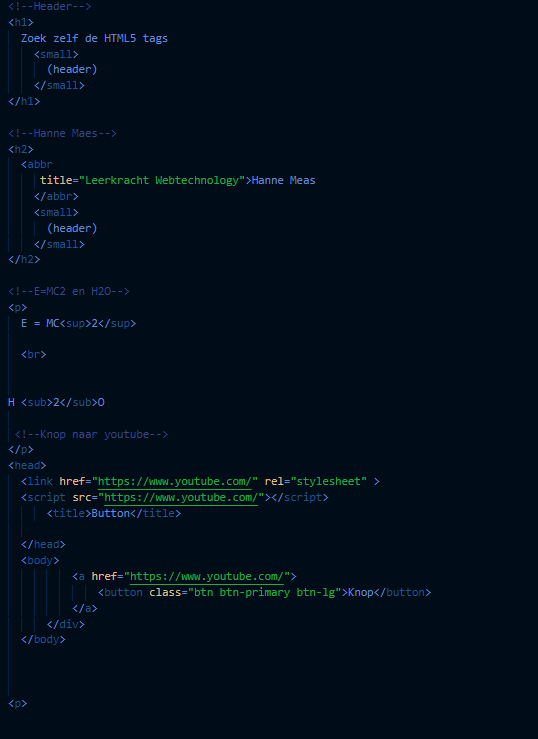 <!--Header-->
<h1>
Zoek zelf de HTML5 tags
<small>
(header)
</small>
</h1>
<!--Hanne Maes-->
<h2>
<abbr
title="Leerkracht Webtechnology">Hanne Meas
</abbr>
<small>
(header)
</small>
</h2>
<!--E=MC2 en H2O-->
<p>
E = MC<sup>2</sup>
<br>
H <sub>2</sub>O
<!--Knop naar youtube-->
</p>
<head>
<link href="https://www.youtube.com/" rel="stylesheet" >
<script src="https://www.youtube.com/"></script>
<title>Button</title>
</head>
<body>
<a href="https://www.youtube.com/">
<button class="btn btn-primary btn-lg">Knop</button>
</a>
</div>
</body>
<p>